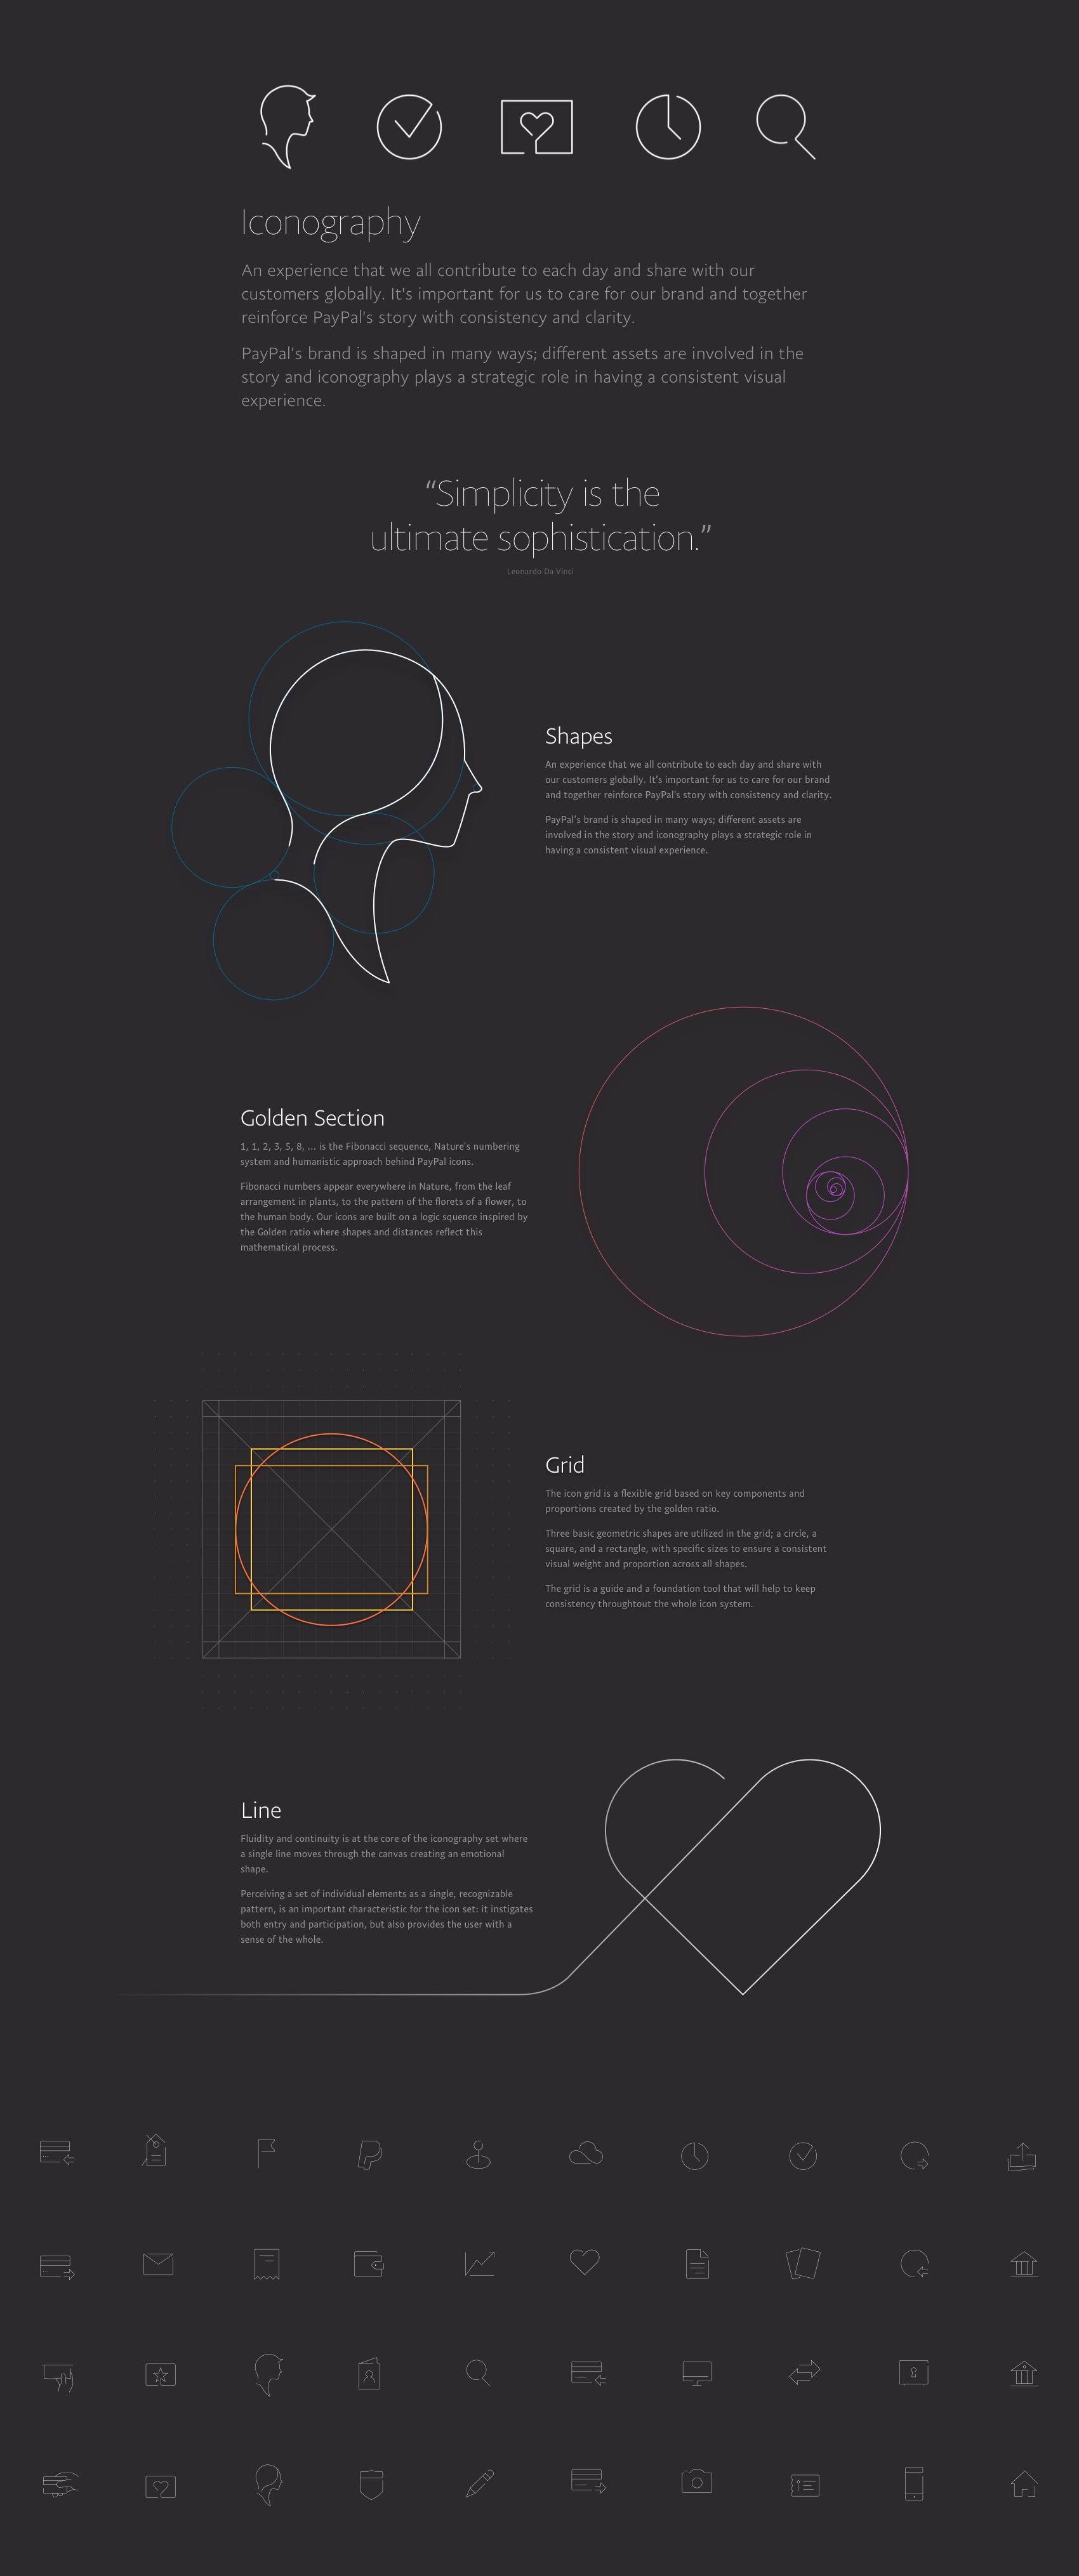 Iconography
An experience that we all contribute to each day and share with our
customers globally. It's important for us to care for our brand and together
reinforce PayPal's story with consistency and clarity.
PayPal's brand is shaped in many ways; different assets are involved in the
story and iconography plays a strategic role in having a consistent visual
experience.
“Simplicity is the
ultimate sophistication.”
Leonardo Da Vinci
Shapes
An experience that we all contribute to each day and share with
our customers globally. It's important for us to care for our brand
and together reinforce PayPal's story with consistency and clarity.
PayPal's brand is shaped in many ways; different assets are
involved in the story and iconography plays a strategic role in
having a consistent visual experience.
Golden Section
1, 1, 2, 3, 5, 8, ... is the Fibonacci sequence, Nature's numbering
system and humanistic approach behind PayPal icons.
Fibonacci numbers appear everywhere in Nature, from the leaf
arrangement in plants, to the pattern of the florets of a flower, to
the human body. Our icons are built on a logic squence inspired by
the Golden ratio where shapes and distances reflect this
mathematical process.
Grid
The icon grid is a flexible grid based on key components and
proportions created by the golden ratio.
Three basic geometric shapes are utilized in the grid; a circle, a
square, and a rectangle, with specific sizes to ensure a consistent
visual weight and proportion across all shapes.
The grid is a guide and a foundation tool that will help to keep
consistency throughtout the whole icon system.
Line
Fluidity and continuity is at the core of the iconography set where
a single line moves through the canvas creating an emotional
shape.
Perceiving a set of individual elements as a single, recognizable
pattern, is an important characteristic for the icon set: it instigates
both entry and participation, but also provides the user with a
sense of the whole.